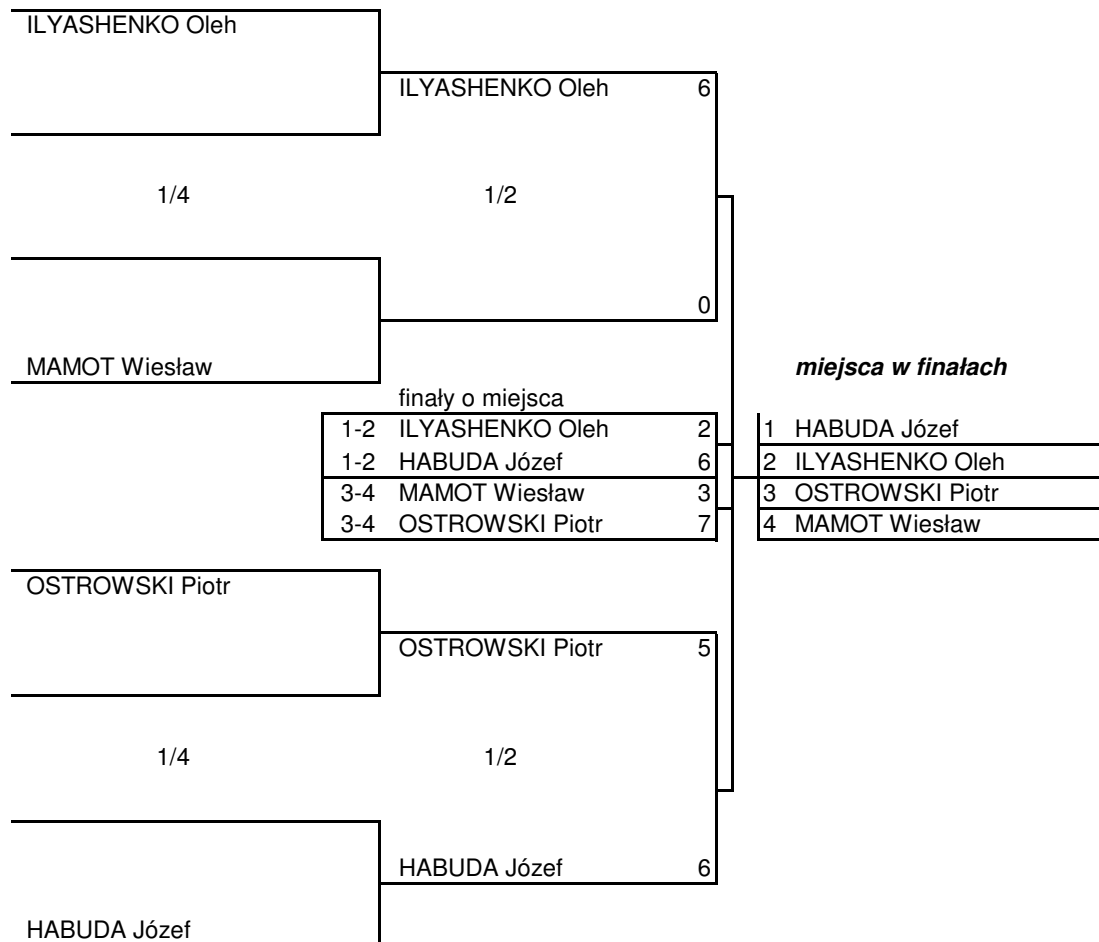 ILYASHENKO Oleh
ILYASHENKO Oleh 6
1/4 1/2
0
MAMOT Wiesław miejsca w finałach
finały o miejsca
1-2 ILYASHENKO Oleh 2 1 HABUDA Józef
1-2 HABUDA Józef 6 2 ILYASHENKO Oleh
3-4 MAMOT Wiesław 3 3 OSTROWSKI Piotr
3-4 OSTROWSKI Piotr 7 4 MAMOT Wiesław
OSTROWSKI Piotr
OSTROWSKI Piotr 5
1/4 1/2
HABUDA Józef 6
HABUDA Józef